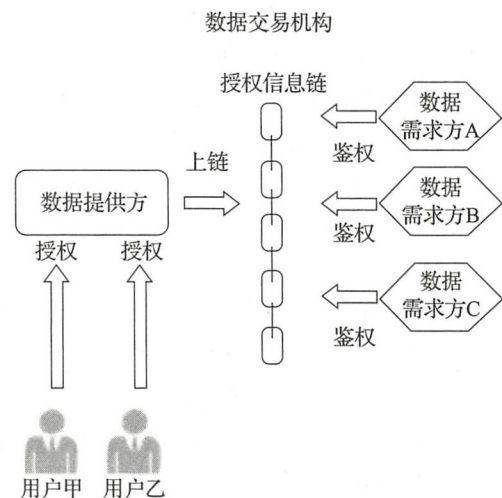 数据交易机构
授权信息链
数据
需求方A
鉴权
上链
数据提供方
数据
需求方B
鉴权
授权
授权
数据
需求方C
鉴权
用户甲
用户乙